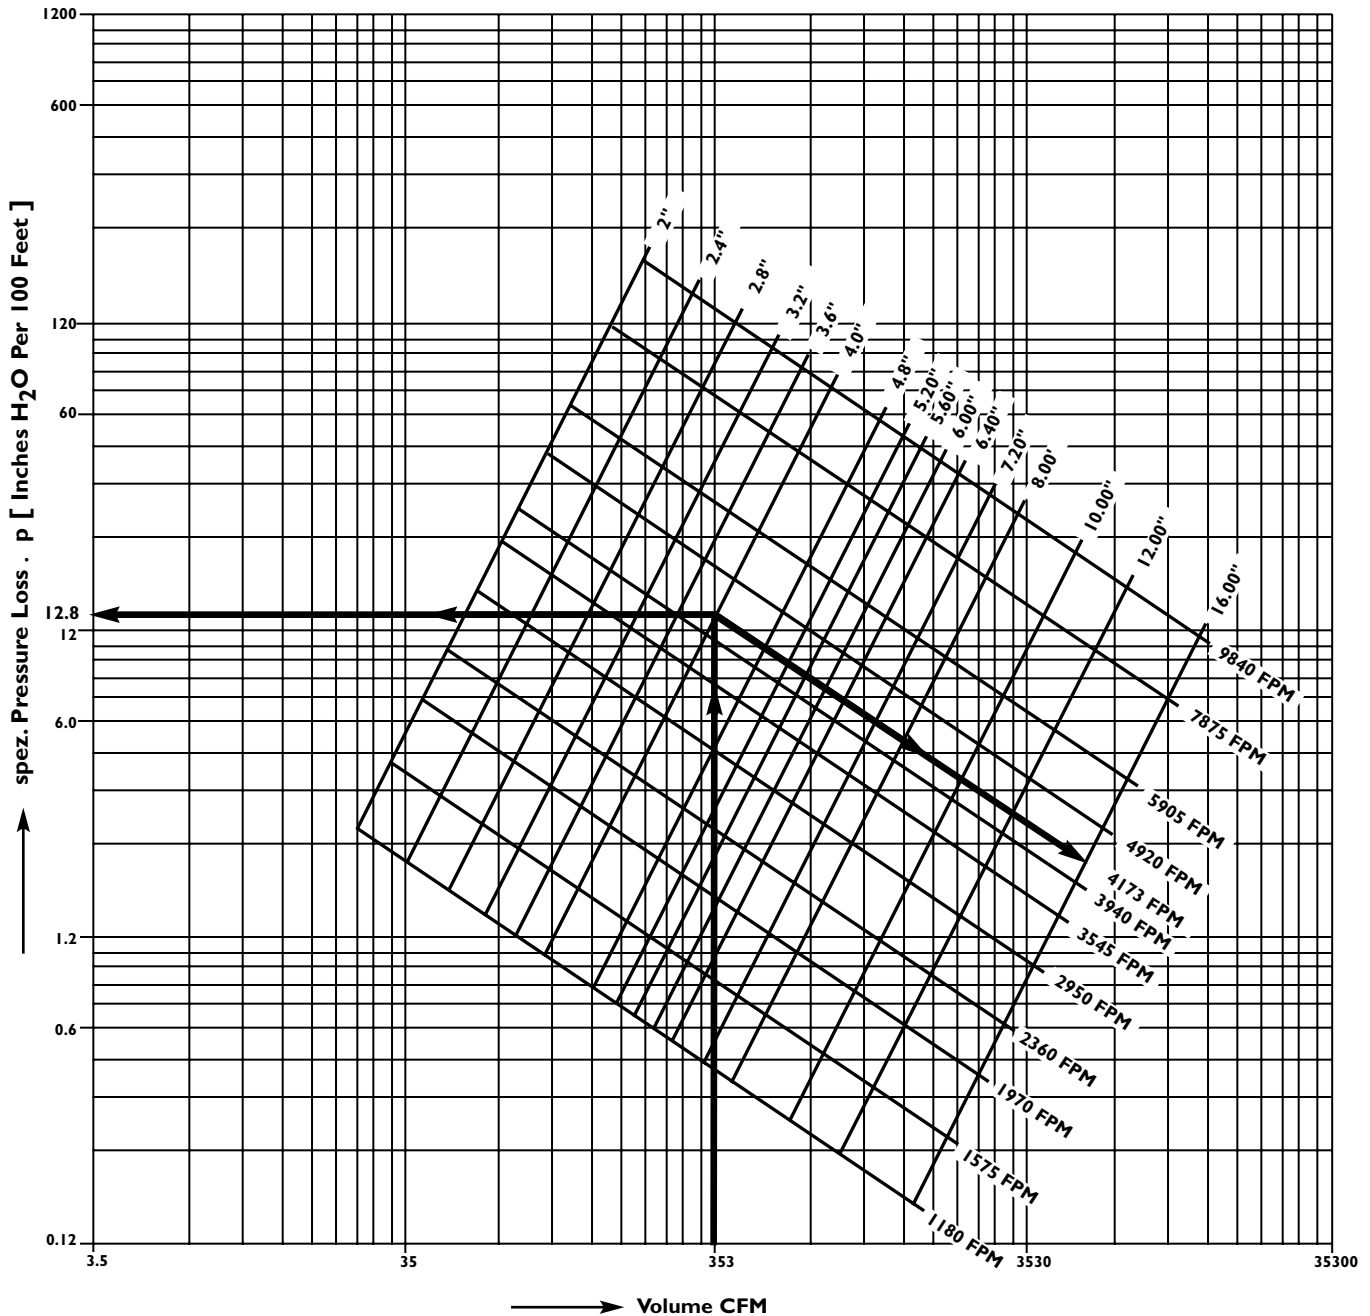 1200
600
120
60
12.8
12
6.0
1.2
0.6
0.12
spez. Pressure Loss . p [ Inches H2O Per 100 Feet ]
2"
2.4"
2.8"
3.2"
3.6"
4.0"
4.8"
5.20"
5.60"
6.00"
6.40"
7.20"
8.00'
10.00"
12.00"
16.00"
9840 FPM
7875 FPM
5905 FPM
4920 FPM
4173 FPM
3940 FPM
3545 FPM
2950 FPM
2360 FPM
1970 FPM
1575 FPM
1180 FPM
3.5
35
353
3530
35300
Volume CFM